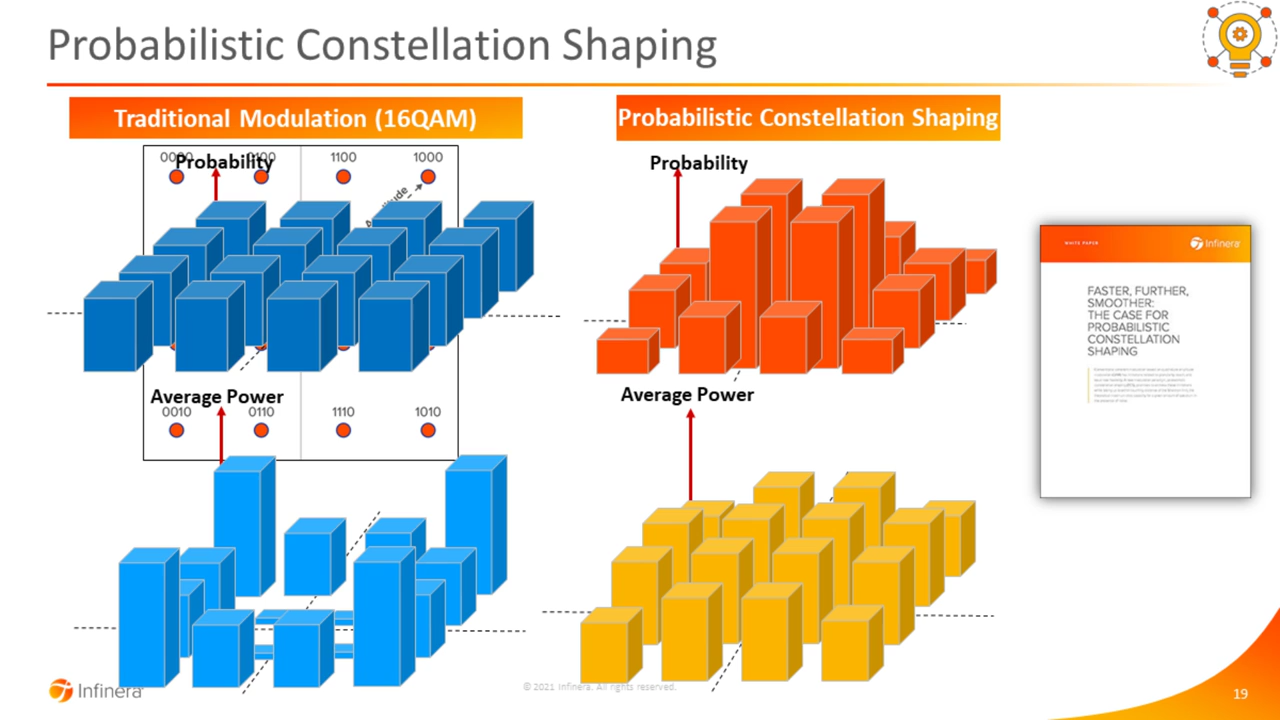 Probabilistic Constellation Shaping
Traditional Modulation (16QAM)
Probabilistic Constellation Shaping
0000 0100 1100 1000
Probability
Probability
Average Power
Average Power
0010 0110 1110 1010
WHITE PAPER
Infinera
FASTER, FURTHER,
SMOOTHER:
THE CASE FOR
PROBABILISTIC
CONSTELLATION
SHAPING
Infinera
© 2021 Infinera. All rights reserved.
19